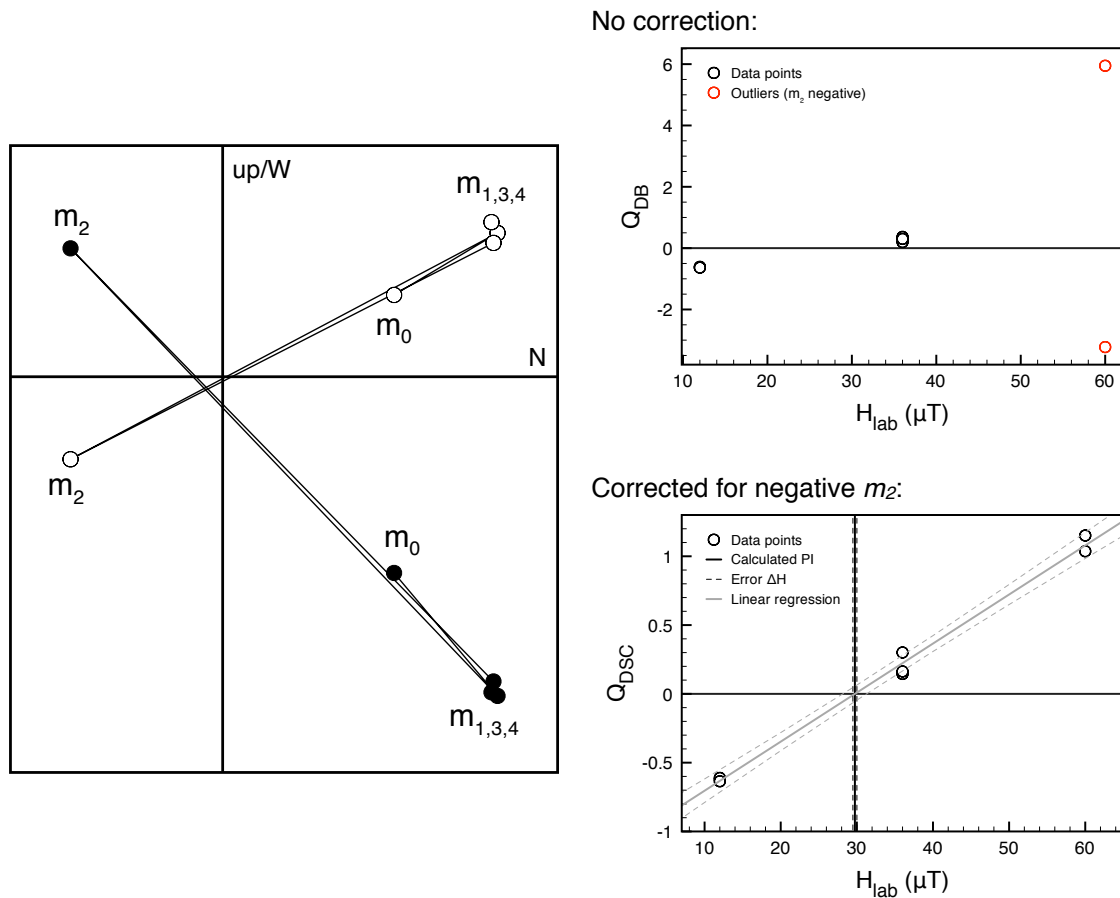 up/W
m1,3,4
m2
m0
N
m2
m0
m1,3,4
No correction:
6
4
2
0
-2
QDB
Data points
Outliers (m2 negative)
10 20 30 40 50 60
Hlab (µT)
Corrected for negative m2:
1
0.5
0
-0.5
-1
QDSC
Data points
Calculated PI
Error ΔH
Linear regression
10 20 30 40 50 60
Hlab (µT)